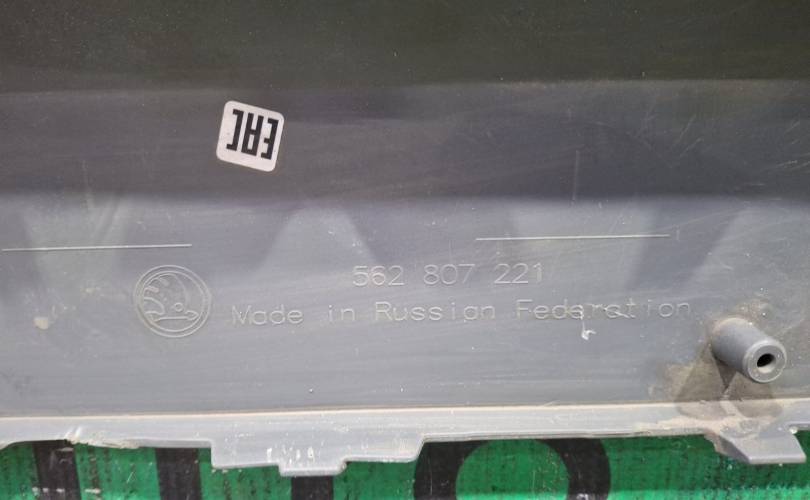 EAC
562 807 221
Made in Russian Federation